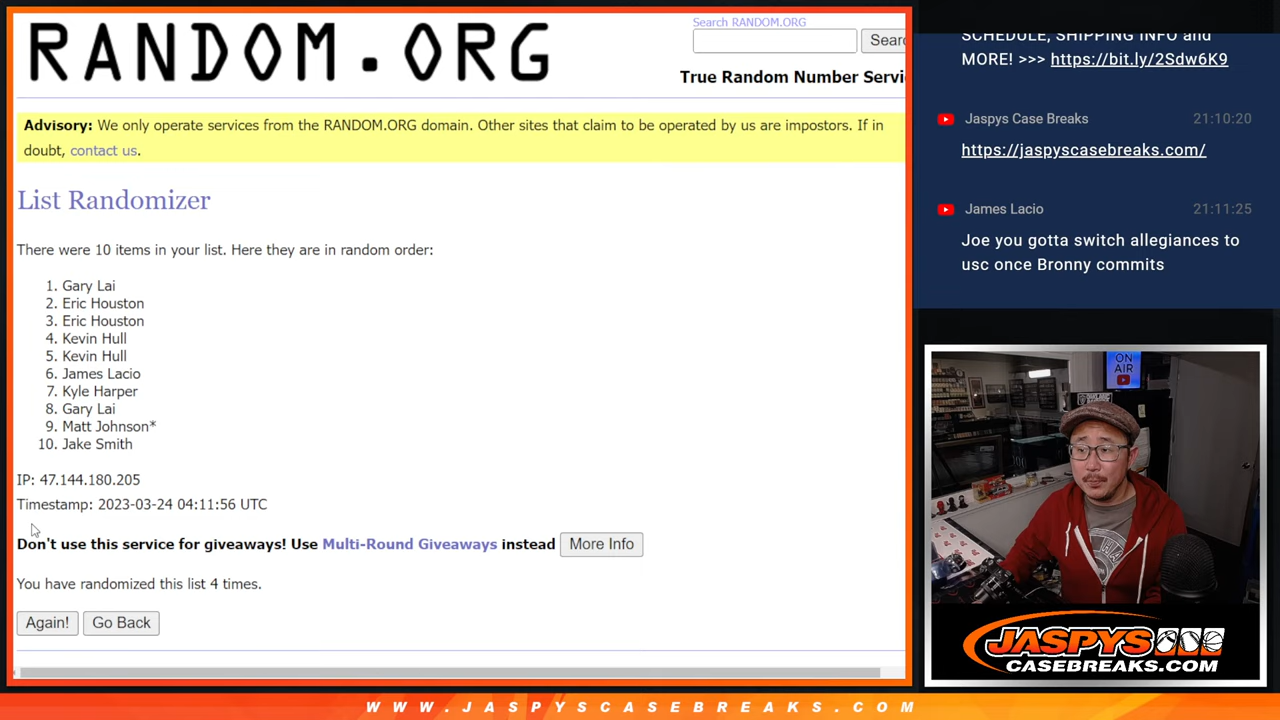 RANDOM.ORG
Search RANDOM.ORG
Sear
True Random Number Servi
Advisory: We only operate services from the RANDOM.ORG domain. Other sites that claim to be operated by us are impostors. If in
doubt, contact us.
List Randomizer
There were 10 items in your list. Here they are in random order:
1. Gary Lai
2. Eric Houston
3. Eric Houston
4. Kevin Hull
5. Kevin Hull
6. James Lacio
7. Kyle Harper
8. Gary Lai
9. Matt Johnson*
10. Jake Smith
IP: 47.144.180.205
Timestamp: 2023-03-24 04:11:56 UTC
Don't use this service for giveaways! Use Multi-Round Giveaways instead More Info
You have randomized this list 4 times.
Again! Go Back
SCHEDULE, SHIPPING INFO and
MORE! >>> https://bit.ly/2Sdw6K9
Jaspys Case Breaks 21:10:20
https://jaspyscasebreaks.com/
James Lacio 21:11:25
Joe you gotta switch allegiances to
usc once Bronny commits
ON
AIR
JASPYS
CASEBREAKS.COM
WWW.JASPYSCASEBREAKS.COM